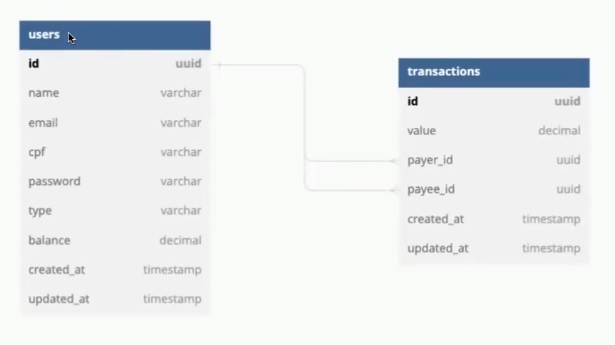 users
id uuid
name varchar
email varchar
cpf varchar
password varchar
type varchar
balance decimal
created_at timestamp
updated_at timestamp
transactions
id uuid
value decimal
payer_id uuid
payee_id uuid
created_at timestamp
updated_at timestamp